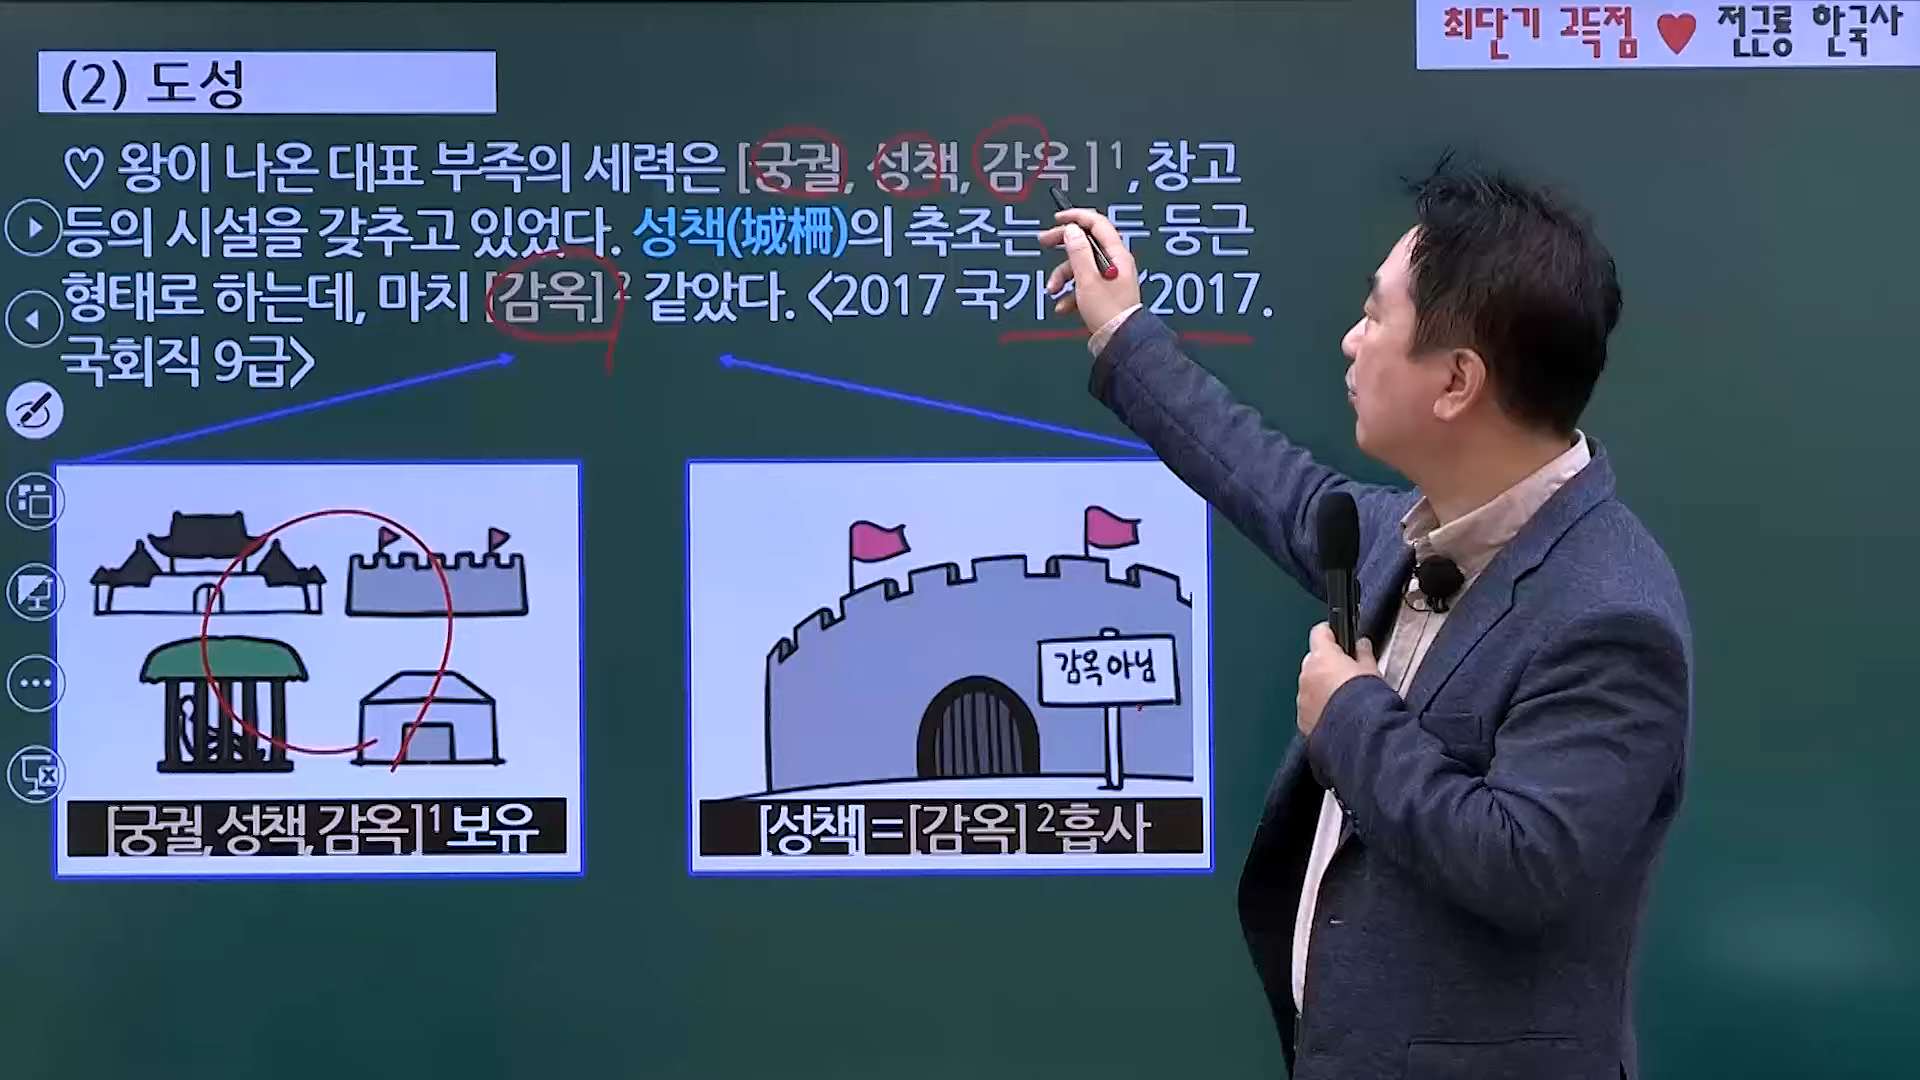 최단기 고득점 ♥ 전근룡 한국사
(2) 도성
♡ 왕이 나온 대표 부족의 세력은 [궁궐, 성책, 감옥]¹, 창고
등의 시설을 갖추고 있었다. 성책(城柵)의 축조는 둥근
형태로 하는데, 마치 [감옥]² 같았다. <2017 국가 2017.
국회직 9급>
감옥아님
[궁궐, 성책, 감옥]¹ 보유
[성책]=[감옥]²흡사